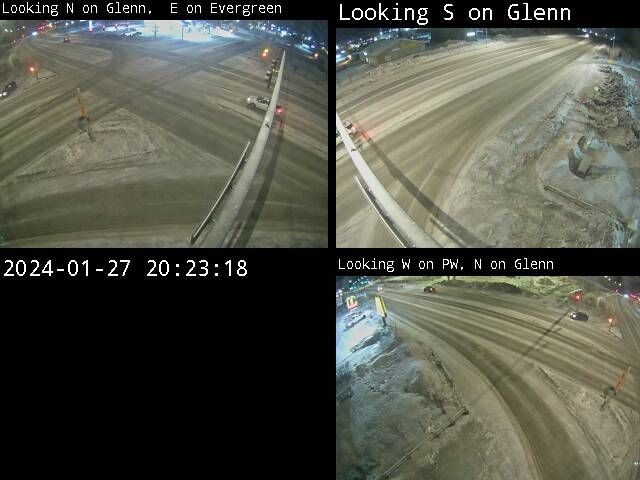 Looking N on Glenn, E on Evergreen
Looking S on Glenn
2024-01-27 20:23:18
Looking W on PW, N on Glenn